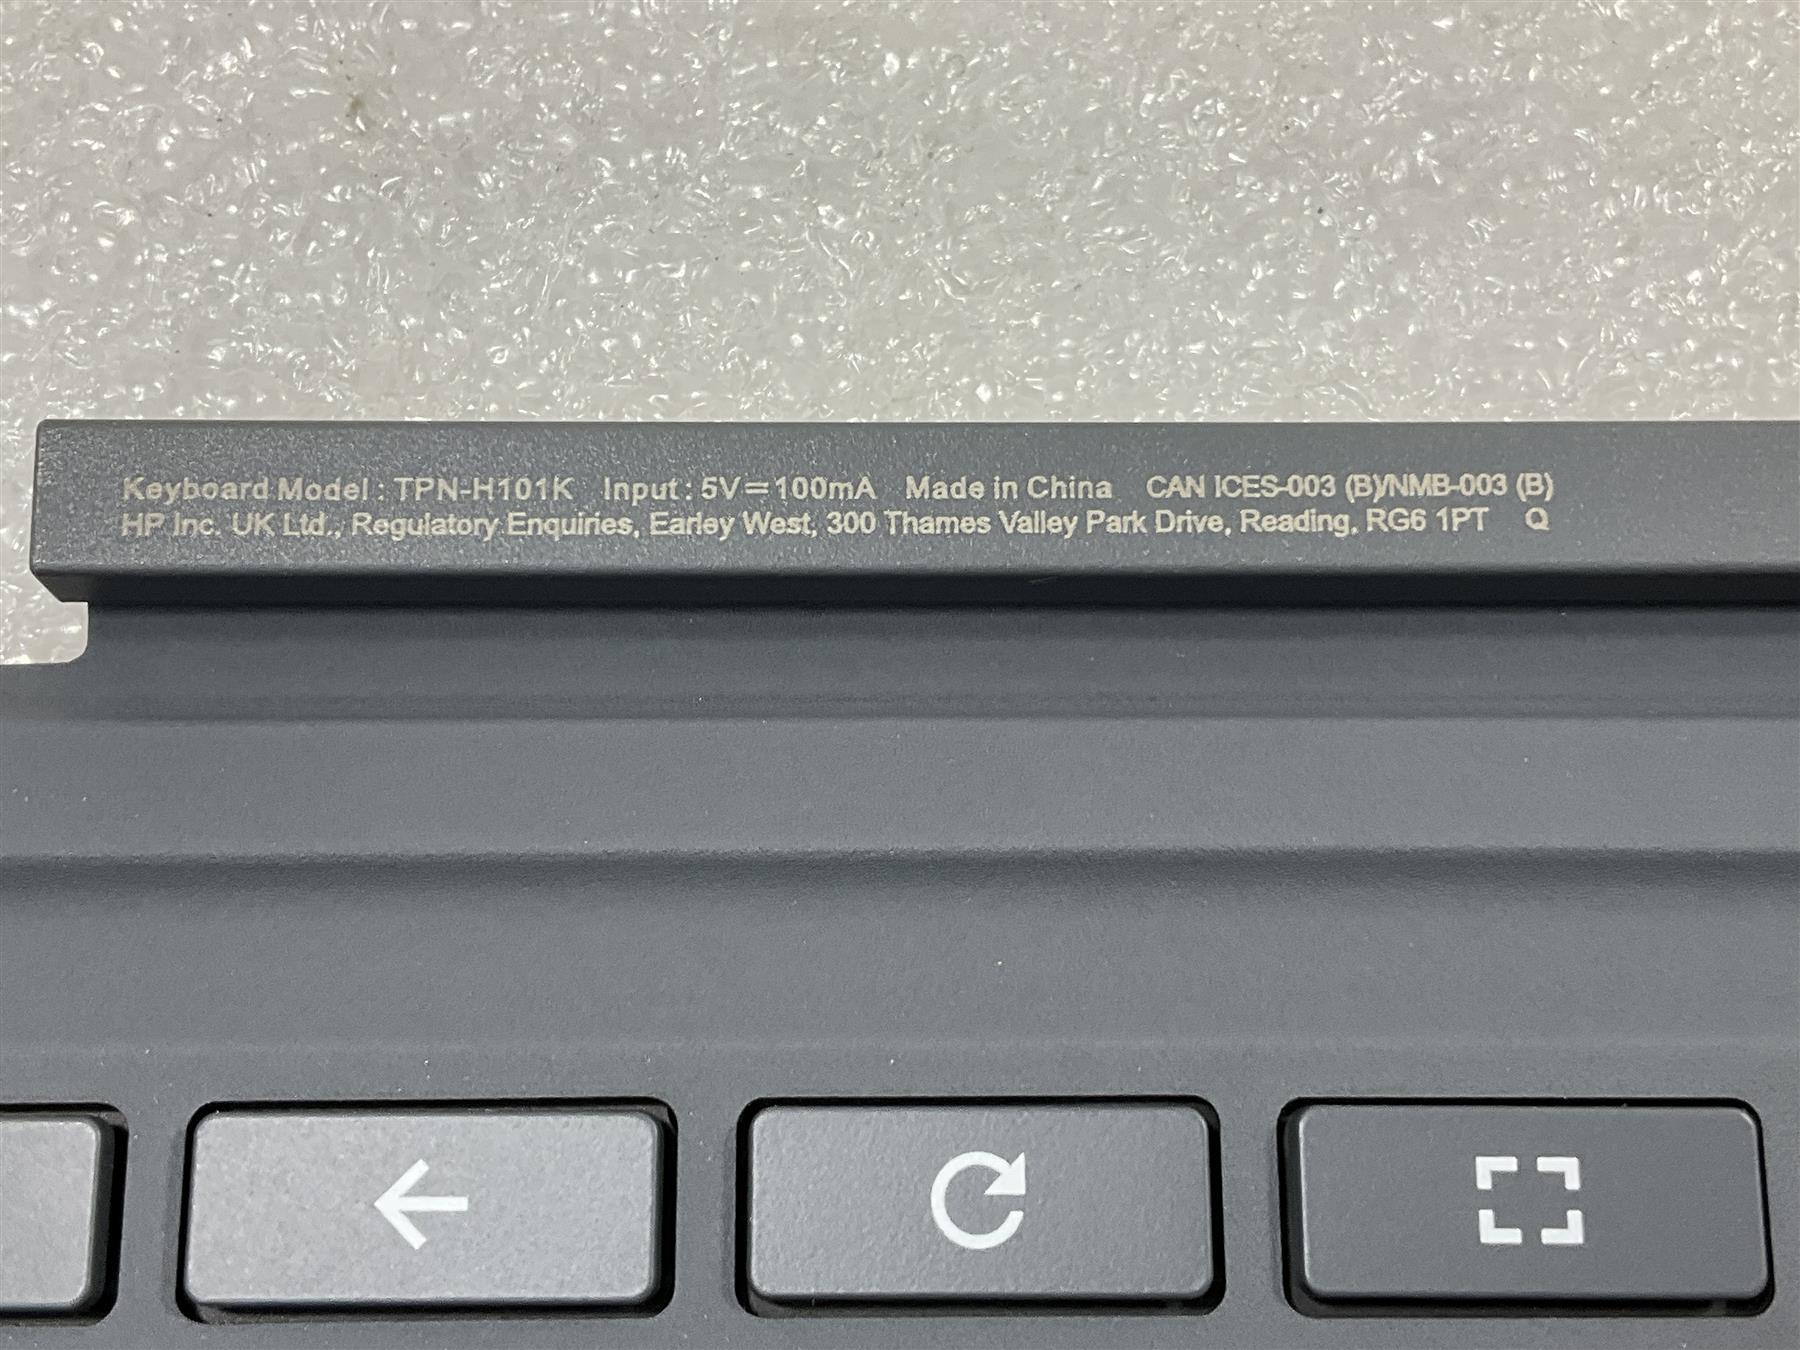 Keyboard Model : TPN-H101K Input : 5V⎓100mA Made in China CAN ICES-003 (B)/NMB-003 (B)
HP Inc. UK Ltd., Regulatory Enquiries, Earley West, 300 Thames Valley Park Drive, Reading, RG6 1PT Q